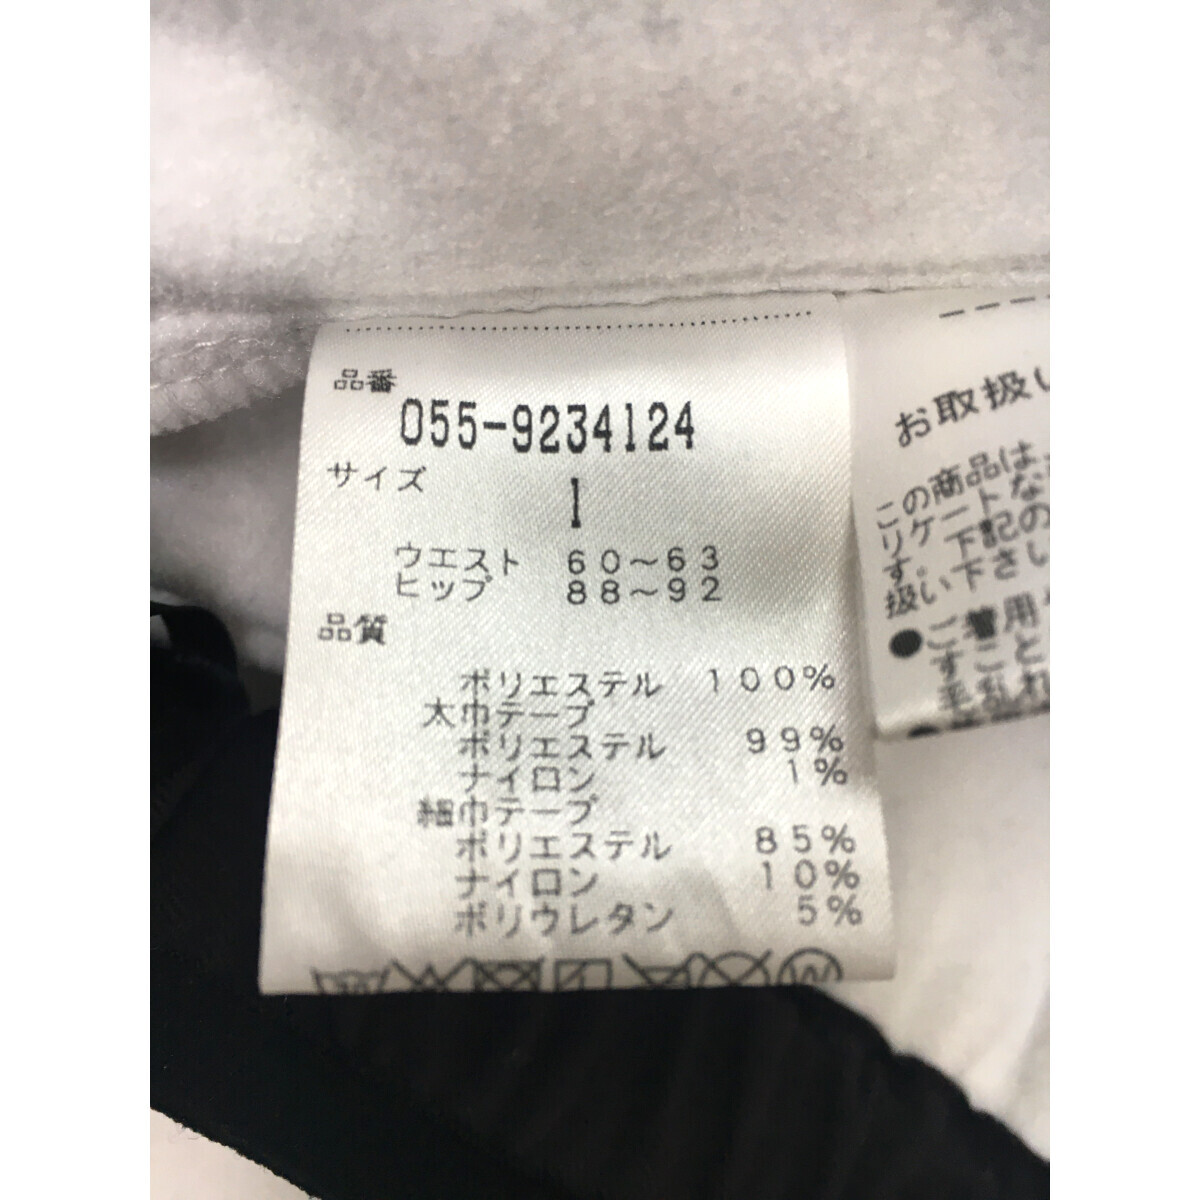 品番
055-9234124
サイズ
1
ウエスト 60~63
ヒップ 88~92
品質
ポリエステル 100%
太巾テープ
ポリエステル 99%
ナイロン 1%
細巾テープ
ポリエステル 85%
ナイロン 10%
ポリウレタン 5%
お取扱い
この商品は
リケートな
す。下記の
扱い下さい
●ご着用
すこと
毛乱れ